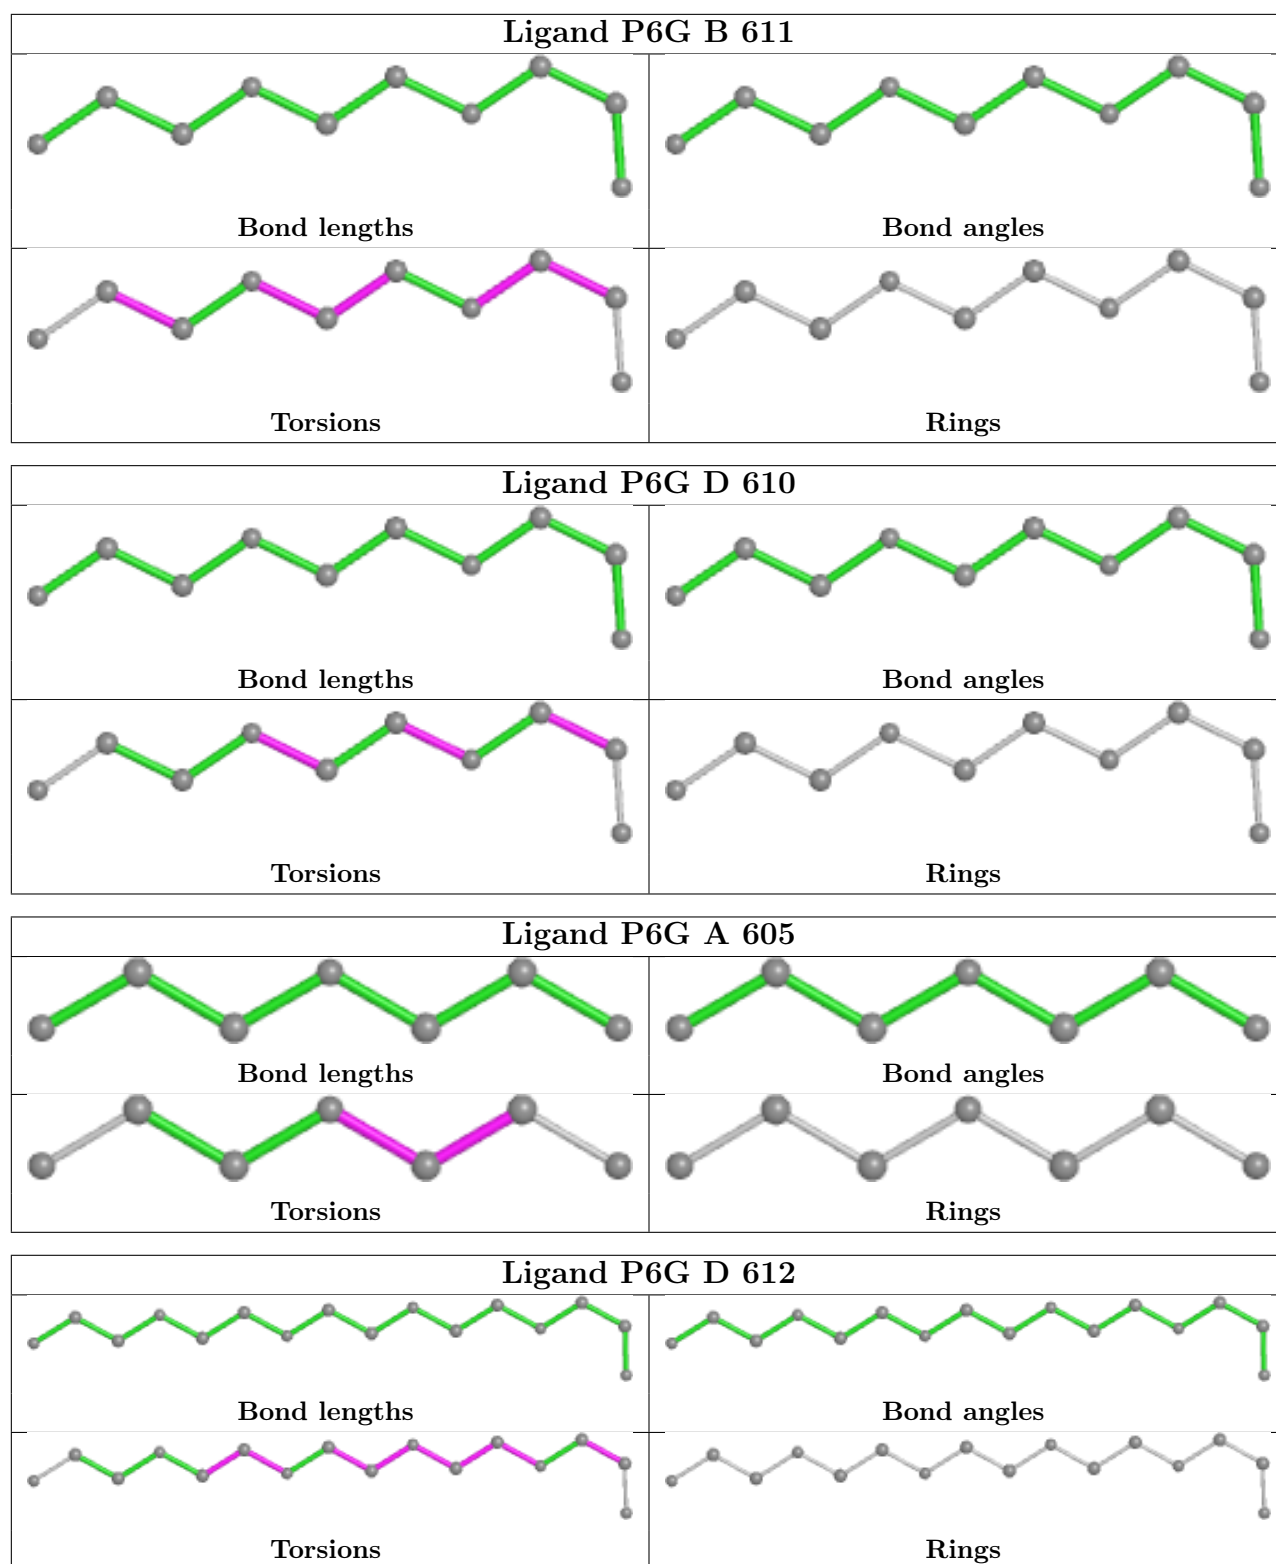 Ligand P6G B 611
Bond lengths
Bond angles
Torsions
Rings
Ligand P6G D 610
Bond lengths
Bond angles
Torsions
Rings
Ligand P6G A 605
Bond lengths
Bond angles
Torsions
Rings
Ligand P6G D 612
Bond lengths
Bond angles
Torsions
Rings